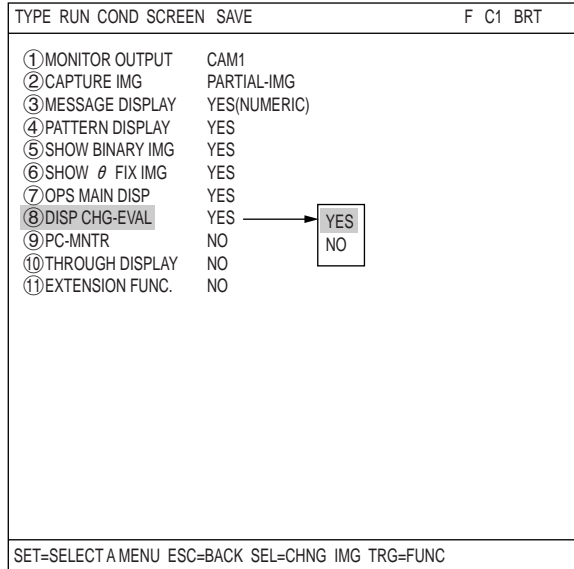 TYPE RUN COND SCREEN SAVE F C1 BRT
①MONITOR OUTPUT CAM1
②CAPTURE IMG PARTIAL-IMG
③MESSAGE DISPLAY YES(NUMERIC)
④PATTERN DISPLAY YES
⑤SHOW BINARY IMG YES
⑥SHOW θ FIX IMG YES
⑦OPS MAIN DISP YES
⑧DISP CHG-EVAL YES YES
⑨PC-MNTR NO NO
⑩THROUGH DISPLAY NO
⑪EXTENSION FUNC. NO
SET=SELECT A MENU ESC=BACK SEL=CHNG IMG TRG=FUNC